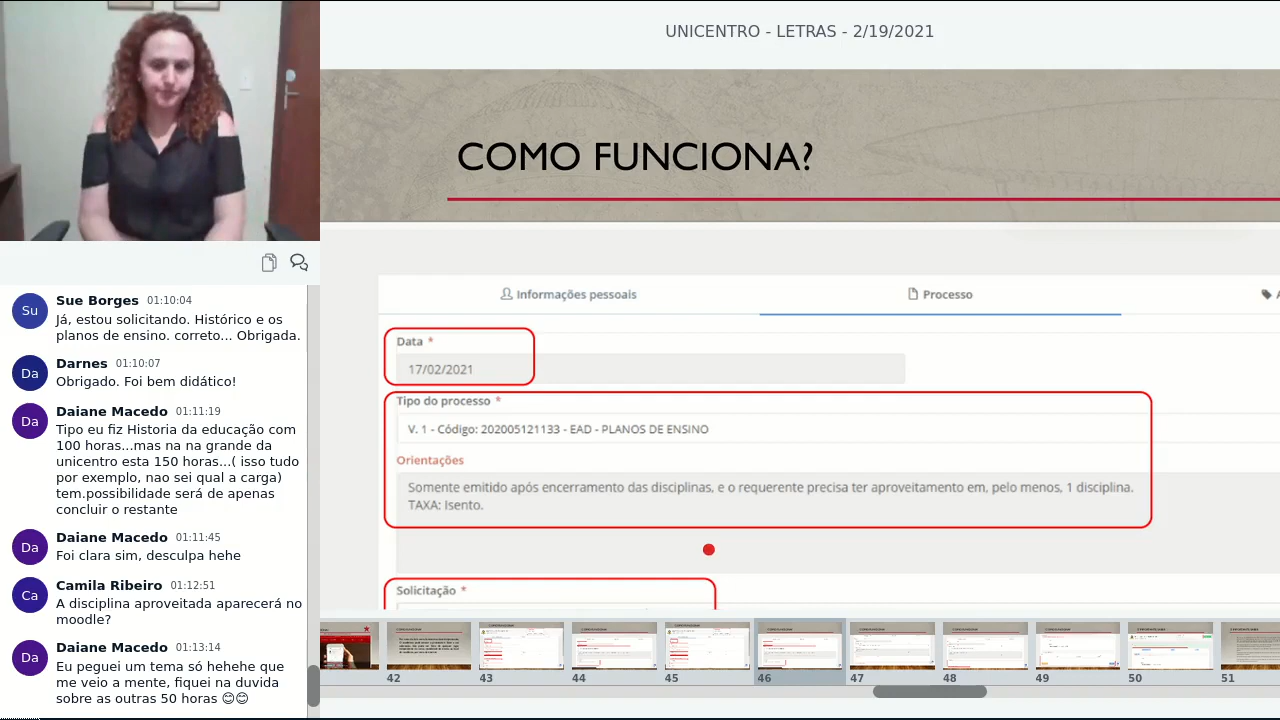 UNICENTRO - LETRAS - 2/19/2021
COMO FUNCIONA?
Informações pessoais
Processo
A
Data *
17/02/2021
Tipo do processo *
V. 1 - Código: 202005121133 - EAD - PLANOS DE ENSINO
Orientações
Somente emitido após encerramento das disciplinas, e o requerente precisa ter aproveitamento em, pelo menos, 1 disciplina.
TAXA: Isento.
Solicitação *
Su
Sue Borges 01:10:04
Já, estou solicitando. Histórico e os
planos de ensino. correto... Obrigada.
Da
Darnes 01:10:07
Obrigado. Foi bem didático!
Da
Daiane Macedo 01:11:19
Tipo eu fiz Historia da educação com
100 horas...mas na na grande da
unicentro esta 150 horas...( isso tudo
por exemplo, nao sei qual a carga)
tem.possibilidade será de apenas
concluir o restante
Da
Daiane Macedo 01:11:45
Foi clara sim, desculpa hehe
Ca
Camila Ribeiro 01:12:51
A disciplina aproveitada aparecerá no
moodle?
Da
Daiane Macedo 01:13:14
Eu peguei um tema só hehehe que
me veio a mente, fiquei na duvida
sobre as outras 50 horas 😊😊
42
43
44
45
46
47
48
49
50
51